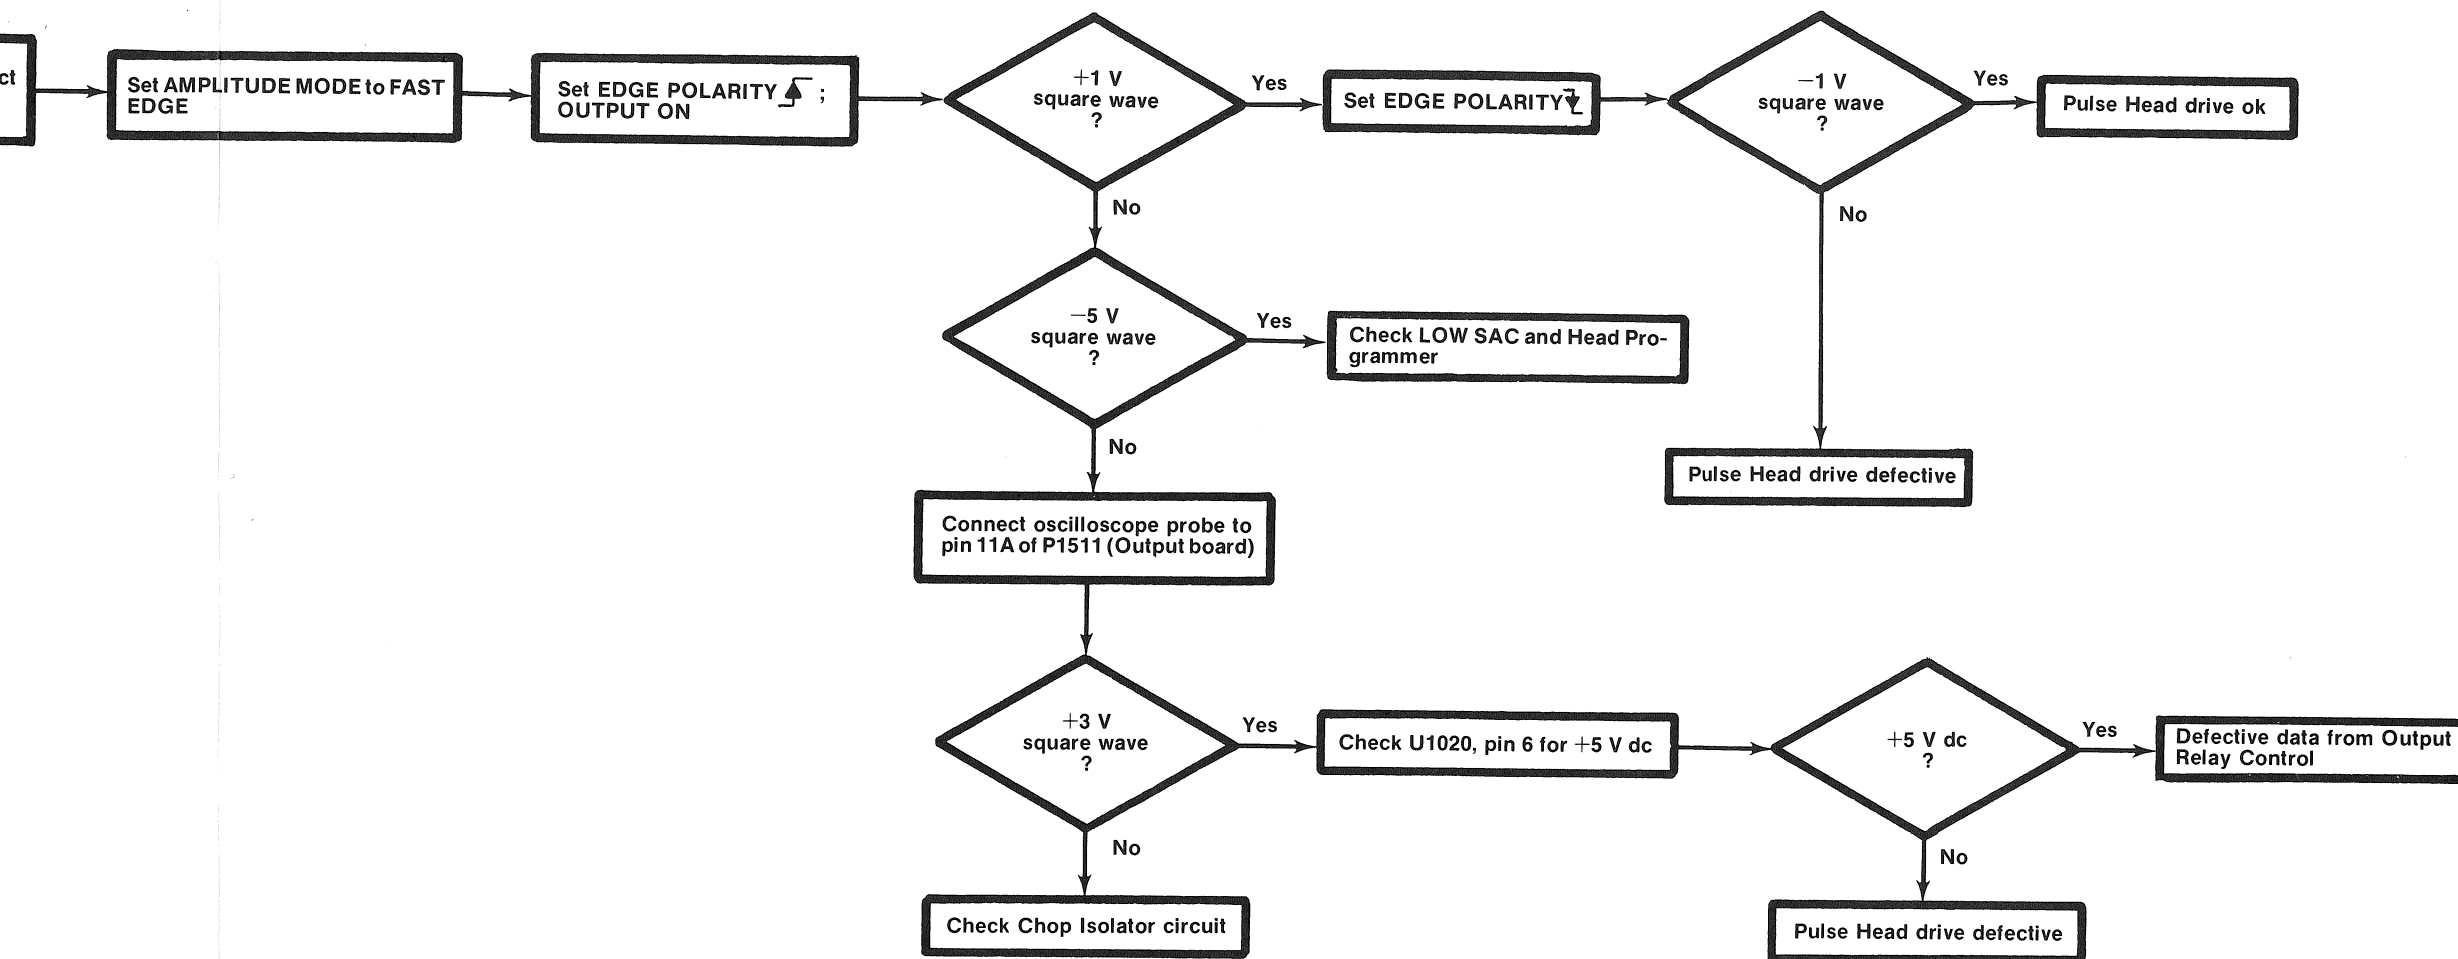 ct
Set AMPLITUDE MODE to FAST
EDGE
Set EDGE POLARITY ;
OUTPUT ON
+1 V
square wave
?
Yes
No
Set EDGE POLARITY
−1 V
square wave
?
Yes
No
Pulse Head drive ok
−5 V
square wave
?
Yes
No
Check LOW SAC and Head Pro-
grammer
Pulse Head drive defective
Connect oscilloscope probe to
pin 11A of P1511 (Output board)
+3 V
square wave
?
Yes
No
Check U1020, pin 6 for +5 V dc
+5 V dc
?
Yes
No
Defective data from Output
Relay Control
Check Chop Isolator circuit
Pulse Head drive defective